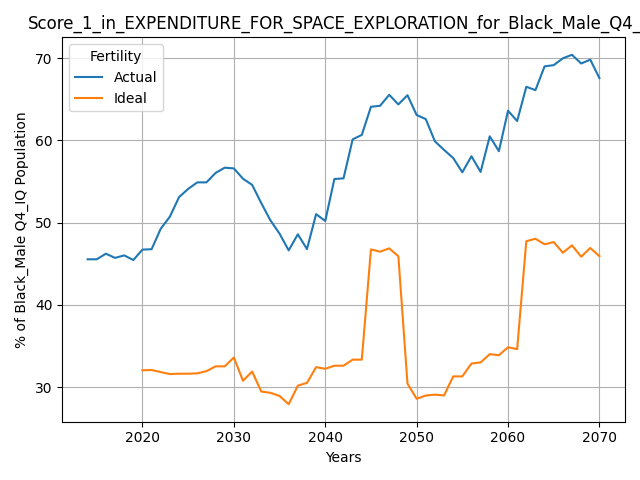 Score_1_in_EXPENDITURE_FOR_SPACE_EXPLORATION_for_Black_Male_Q4_
Fertility
Actual
Ideal
% of Black_Male Q4_IQ Population
70
60
50
40
30
2020 2030 2040 2050 2060 2070
Years